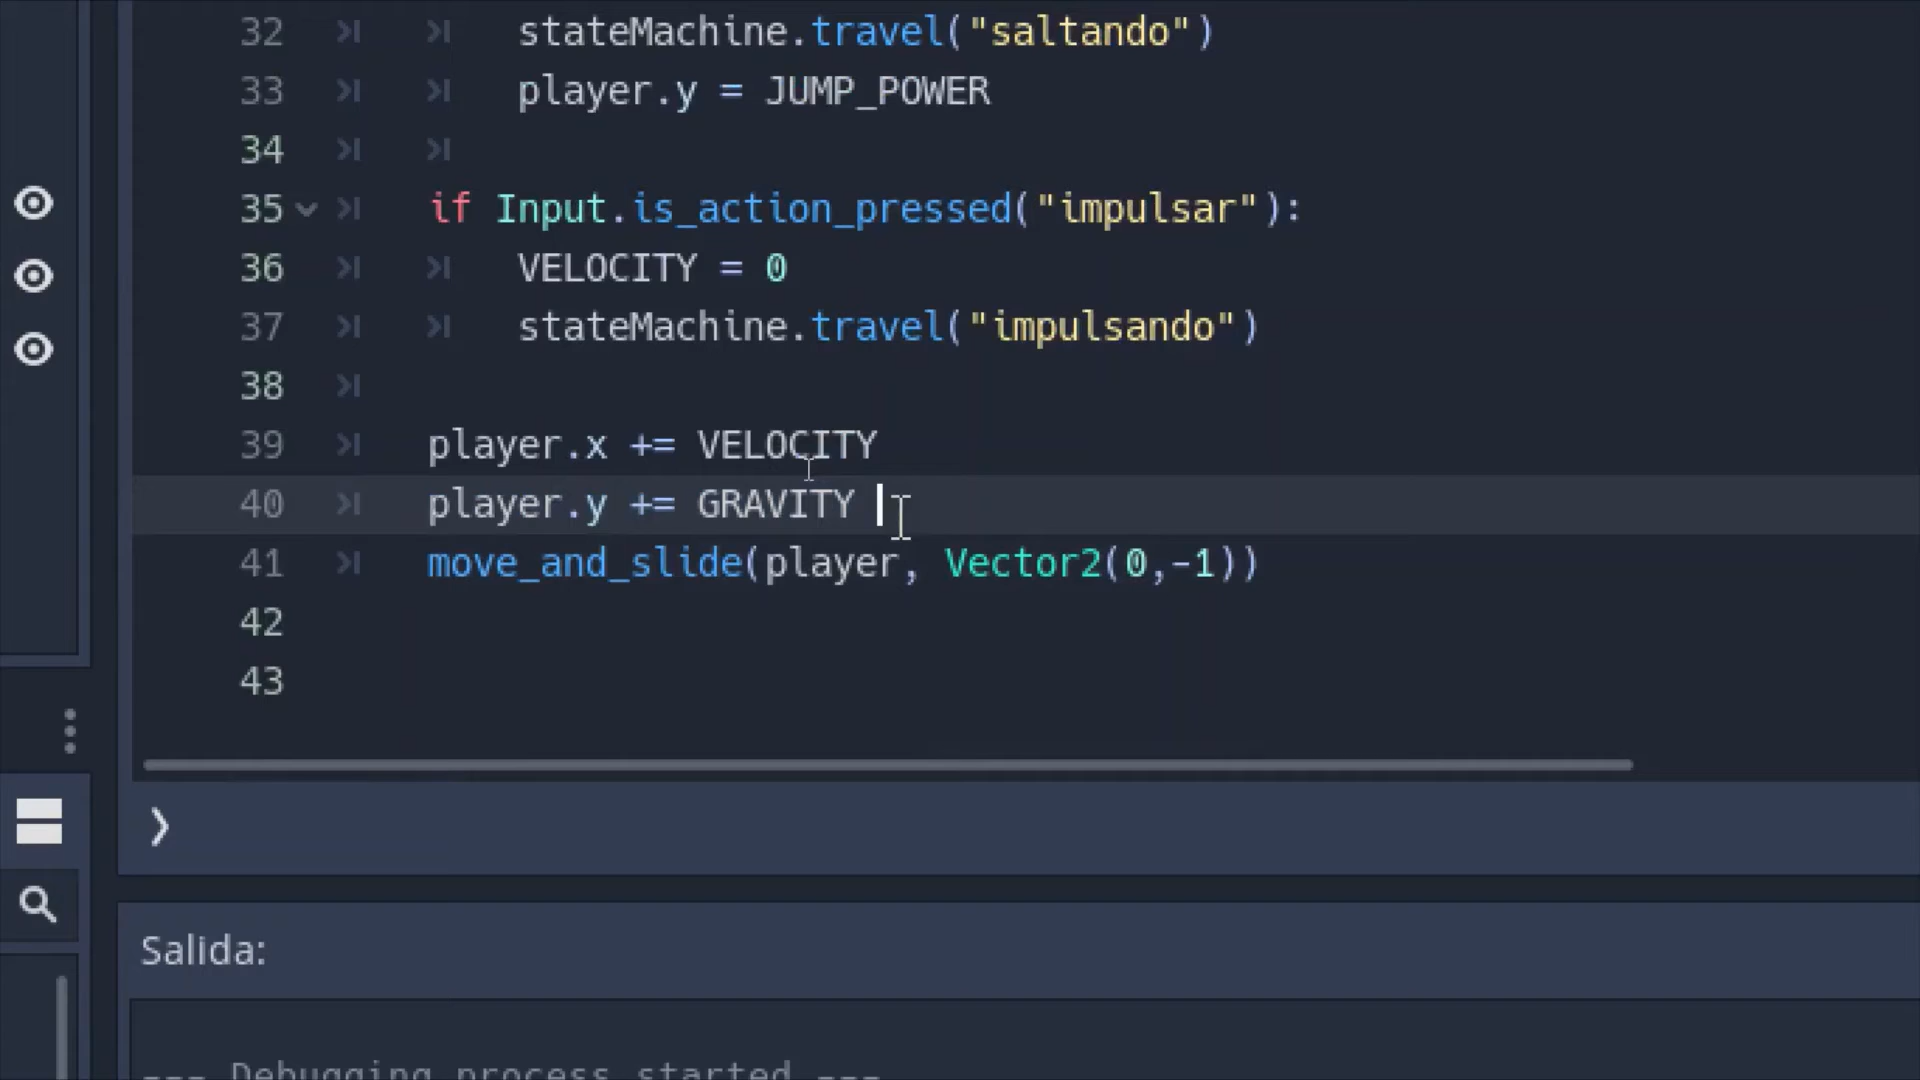 32 stateMachine.travel("saltando")
33 player.y = JUMP_POWER
34
35 if Input.is_action_pressed("impulsar"):
36 VELOCITY = 0
37 stateMachine.travel("impulsando")
38
39 player.x += VELOCITY
40 player.y += GRAVITY
41 move_and_slide(player, Vector2(0,-1))
42
43
Salida:
--- Debugging process started ---